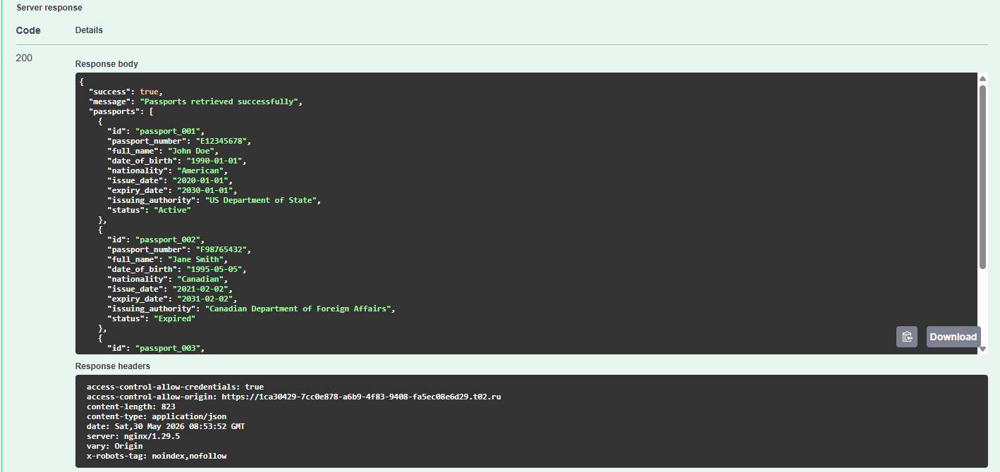 Server response
Code Details
200
Response body
{
  "success": true,
  "message": "Passports retrieved successfully",
  "passports": [
    {
      "id": "passport_001",
      "passport_number": "E12345678",
      "full_name": "John Doe",
      "date_of_birth": "1990-01-01",
      "nationality": "American",
      "issue_date": "2020-01-01",
      "expiry_date": "2030-01-01",
      "issuing_authority": "US Department of State",
      "status": "Active"
    },
    {
      "id": "passport_002",
      "passport_number": "F98765432",
      "full_name": "Jane Smith",
      "date_of_birth": "1995-05-05",
      "nationality": "Canadian",
      "issue_date": "2021-02-02",
      "expiry_date": "2031-02-02",
      "issuing_authority": "Canadian Department of Foreign Affairs",
      "status": "Expired"
    },
    {
      "id": "passport_003",
Download
Response headers
access-control-allow-credentials: true
access-control-allow-origin: https://1ca30429-7cc0e878-a6b9-4f83-9408-fa5ec08e6d29.t02.ru
content-length: 823
content-type: application/json
date: Sat,30 May 2026 08:53:52 GMT
server: nginx/1.29.5
vary: Origin
x-robots-tag: noindex,nofollow